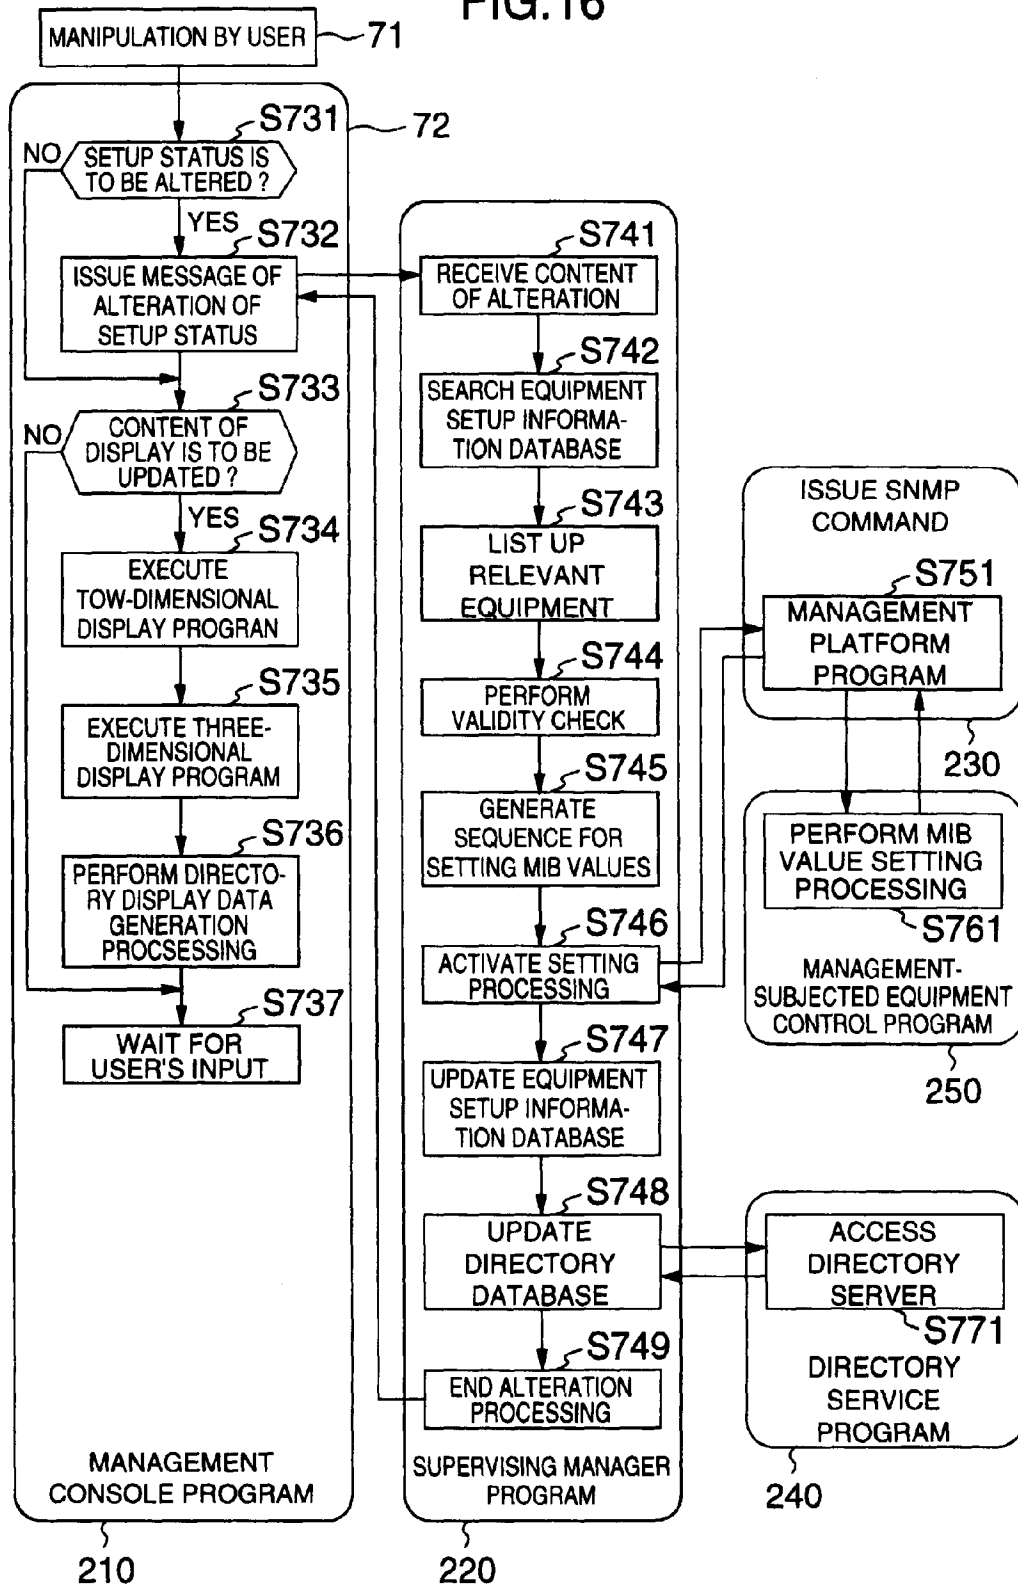 FIG.16
MANIPULATION BY USER
71
72
S731
NO
SETUP STATUS IS
TO BE ALTERED ?
YES
S732
ISSUE MESSAGE OF
ALTERATION OF
SETUP STATUS
S733
NO
CONTENT OF
DISPLAY IS TO BE
UPDATED ?
YES
S734
EXECUTE
TOW-DIMENSIONAL
DISPLAY PROGRAN
S735
EXECUTE THREE-
DIMENSIONAL
DISPLAY PROGRAM
S736
PERFORM DIRECTO-
RY DISPLAY DATA
GENERATION
PROCSESSING
S737
WAIT FOR
USER'S INPUT
MANAGEMENT
CONSOLE PROGRAM
210
S741
RECEIVE CONTENT
OF ALTERATION
S742
SEARCH EQUIPMENT
SETUP INFORMA-
TION DATABASE
S743
LIST UP
RELEVANT
EQUIPMENT
S744
PERFORM
VALIDITY CHECK
S745
GENERATE
SEQUENCE FOR
SETTING MIB VALUES
S746
ACTIVATE SETTING
PROCESSING
S747
UPDATE EQUIPMENT
SETUP INFORMA-
TION DATABASE
S748
UPDATE
DIRECTORY
DATABASE
S749
END ALTERATION
PROCESSING
SUPERVISING MANAGER
PROGRAM
220
ISSUE SNMP
COMMAND
S751
MANAGEMENT
PLATFORM
PROGRAM
230
PERFORM MIB
VALUE SETTING
PROCESSING
S761
MANAGEMENT-
SUBJECTED EQUIPMENT
CONTROL PROGRAM
250
ACCESS
DIRECTORY
SERVER
S771
DIRECTORY
SERVICE
PROGRAM
240